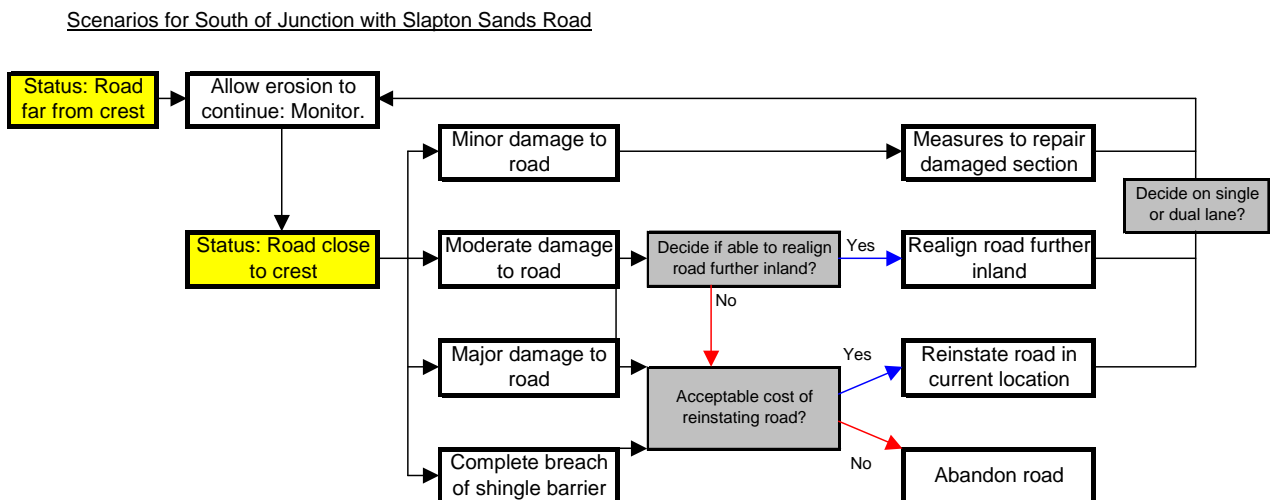 Scenarios for South of Junction with Slapton Sands Road
Status: Road
far from crest
Allow erosion to
continue: Monitor.
Minor damage to
road
Measures to repair
damaged section
Decide on single
or dual lane?
Status: Road close
to crest
Moderate damage
to road
Decide if able to realign
road further inland?
Yes
Realign road further
inland
No
Major damage to
road
Acceptable cost of
reinstating road?
Yes
Reinstate road in
current location
Complete breach
of shingle barrier
No
Abandon road